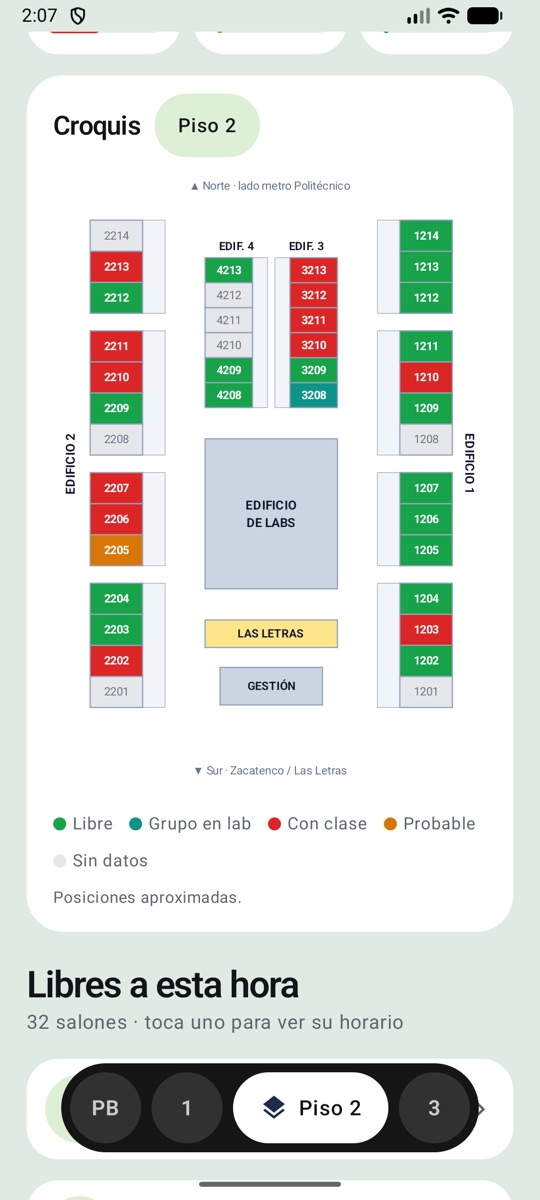 2:07
Croquis
Piso 2
▲ Norte · lado metro Politécnico
EDIF. 4
EDIF. 3
2214
2213
2212
2211
2210
2209
2208
EDIFICIO 2
2207
2206
2205
2204
2203
2202
2201
4213
4212
4211
4210
4209
4208
3213
3212
3211
3210
3209
3208
EDIFICIO
DE LABS
LAS LETRAS
GESTIÓN
1214
1213
1212
1211
1210
1209
1208
EDIFICIO 1
1207
1206
1205
1204
1203
1202
1201
▼ Sur · Zacatenco / Las Letras
Libre
Grupo en lab
Con clase
Probable
Sin datos
Posiciones aproximadas.
Libres a esta hora
32 salones · toca uno para ver su horario
PB
1
Piso 2
3